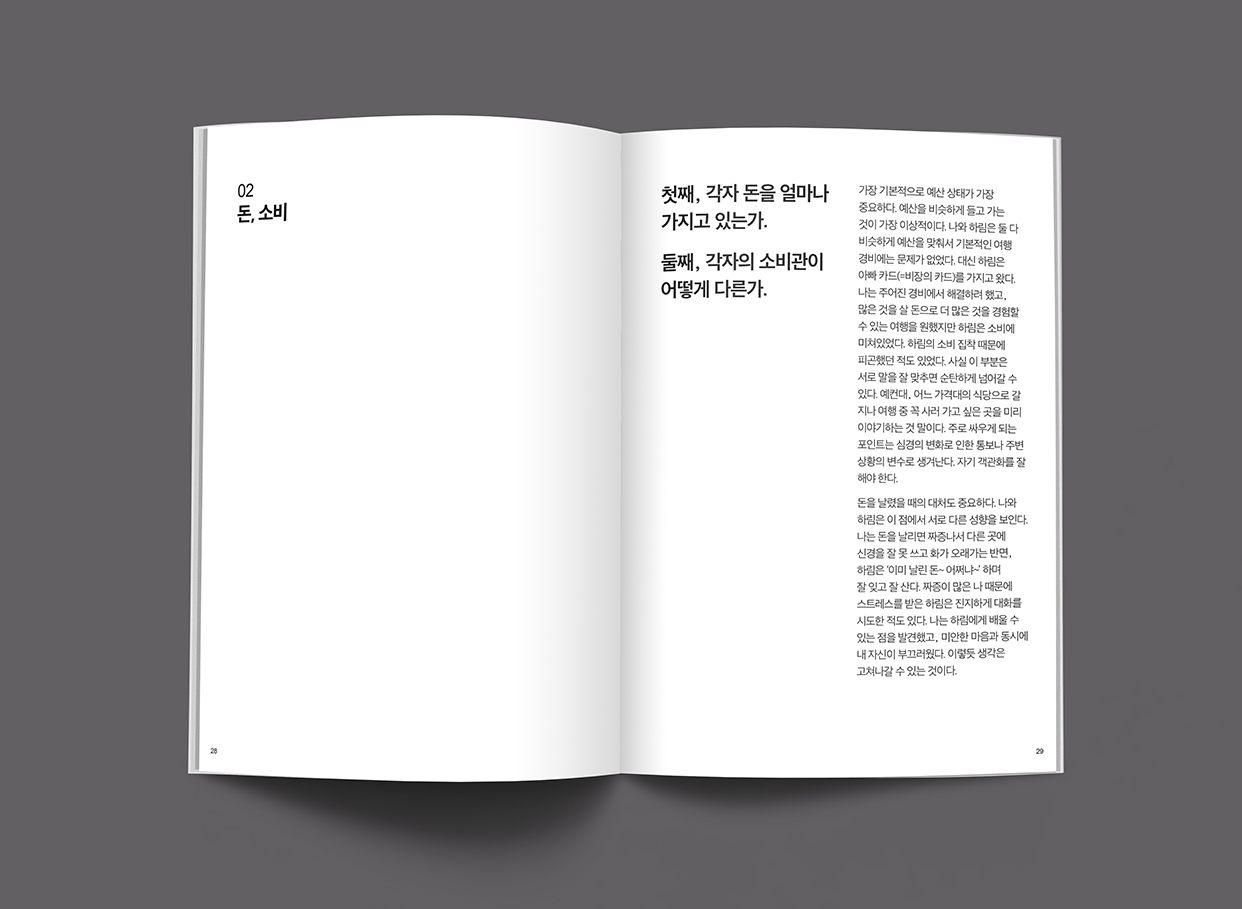 02
돈, 소비
첫째, 각자 돈을 얼마나
가지고 있는가.
둘째, 각자의 소비관이
어떻게 다른가.
가장 기본적으로 예산 상태가 가장
중요하다. 예산을 비슷하게 들고 가는
것이 가장 이상적이다. 나와 하림은 둘 다
비슷하게 예산을 맞춰서 기본적인 여행
경비에는 문제가 없었다. 대신 하림은
아빠 카드(=비장의 카드)를 가지고 왔다.
나는 주어진 경비에서 해결하려 했고,
많은 것을 살 돈으로 더 많은 것을 경험할
수 있는 여행을 원했지만 하림은 소비에
미쳐있었다. 하림의 소비 집착 때문에
피곤했던 적도 있었다. 사실 이 부분은
서로 말을 잘 맞추면 순탄하게 넘어갈 수
있다. 예컨대, 어느 가격대의 식당으로 갈
지나 여행 중 꼭 사러 가고 싶은 곳을 미리
이야기하는 것 말이다. 주로 싸우게 되는
포인트는 심경의 변화로 인한 통보나 주변
상황의 변수로 생겨난다. 자기 객관화를 잘
해야 한다.
돈을 날렸을 때의 대처도 중요하다. 나와
하림은 이 점에서 서로 다른 성향을 보인다.
나는 돈을 날리면 짜증나서 다른 곳에
신경을 잘 못 쓰고 화가 오래가는 반면,
하림은 ‘이미 날린 돈~ 어쩌냐~’ 하며
잘 잊고 잘 산다. 짜증이 많은 나 때문에
스트레스를 받은 하림은 진지하게 대화를
시도한 적도 있다. 나는 하림에게 배울 수
있는 점을 발견했고, 미안한 마음과 동시에
내 자신이 부끄러웠다. 이렇듯 생각은
고쳐나갈 수 있는 것이다.
28
29